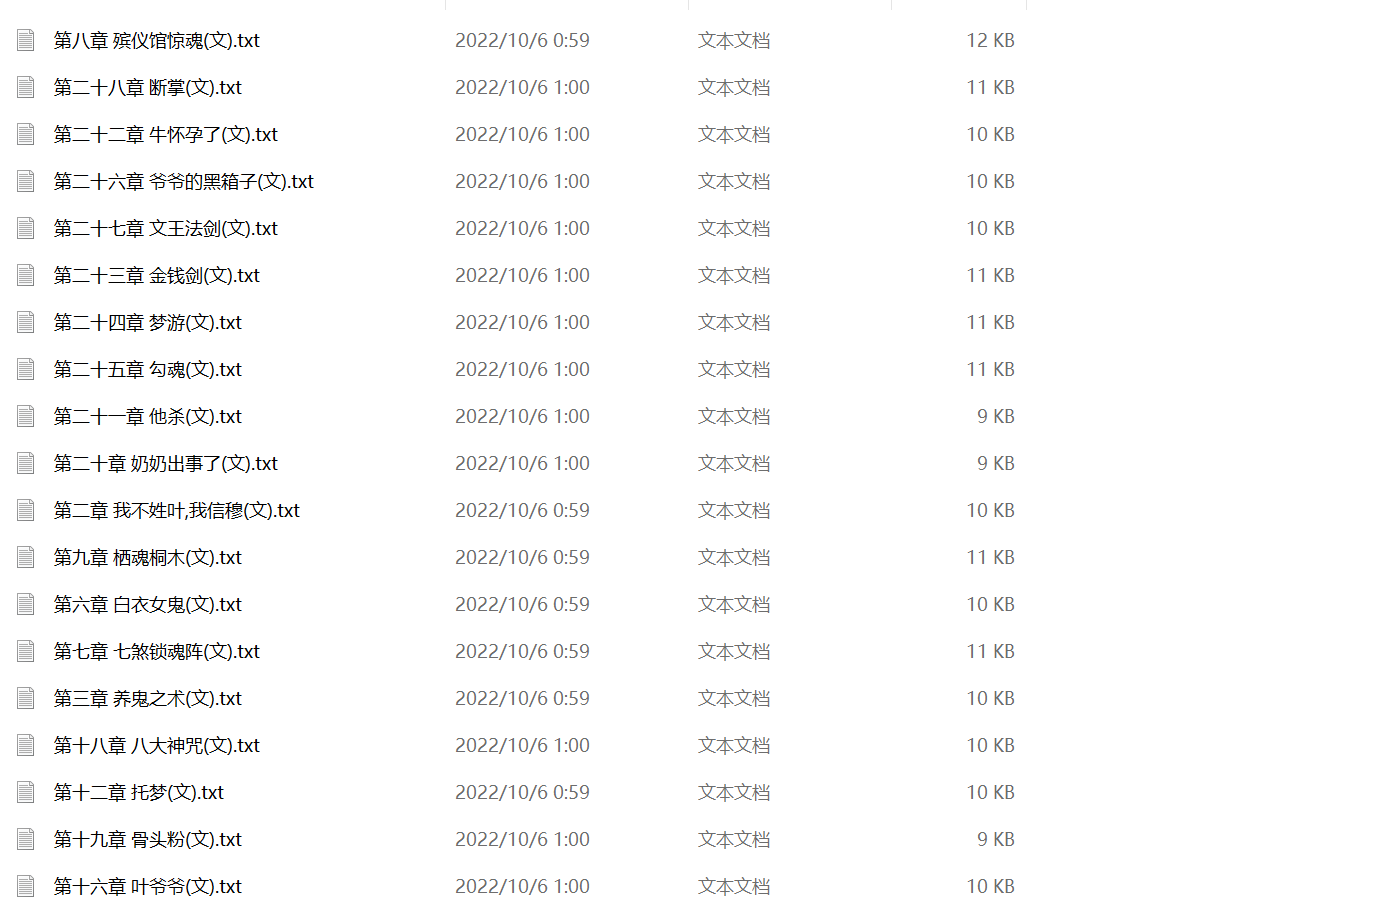 第八章 殡仪馆惊魂(文).txt 2022/10/6 0:59 文本文档 12 KB
第二十八章 断掌(文).txt 2022/10/6 1:00 文本文档 11 KB
第二十二章 牛怀孕了(文).txt 2022/10/6 1:00 文本文档 10 KB
第二十六章 爷爷的黑箱子(文).txt 2022/10/6 1:00 文本文档 10 KB
第二十七章 文王法剑(文).txt 2022/10/6 1:00 文本文档 10 KB
第二十三章 金钱剑(文).txt 2022/10/6 1:00 文本文档 11 KB
第二十四章 梦游(文).txt 2022/10/6 1:00 文本文档 11 KB
第二十五章 勾魂(文).txt 2022/10/6 1:00 文本文档 11 KB
第二十一章 他杀(文).txt 2022/10/6 1:00 文本文档 9 KB
第二十章 奶奶出事了(文).txt 2022/10/6 1:00 文本文档 9 KB
第二章 我不姓叶,我信穆(文).txt 2022/10/6 0:59 文本文档 10 KB
第九章 栖魂桐木(文).txt 2022/10/6 0:59 文本文档 11 KB
第六章 白衣女鬼(文).txt 2022/10/6 0:59 文本文档 10 KB
第七章 七煞锁魂阵(文).txt 2022/10/6 0:59 文本文档 11 KB
第三章 养鬼之术(文).txt 2022/10/6 0:59 文本文档 10 KB
第十八章 八大神咒(文).txt 2022/10/6 1:00 文本文档 10 KB
第十二章 托梦(文).txt 2022/10/6 0:59 文本文档 10 KB
第十九章 骨头粉(文).txt 2022/10/6 1:00 文本文档 9 KB
第十六章 叶爷爷(文).txt 2022/10/6 1:00 文本文档 10 KB